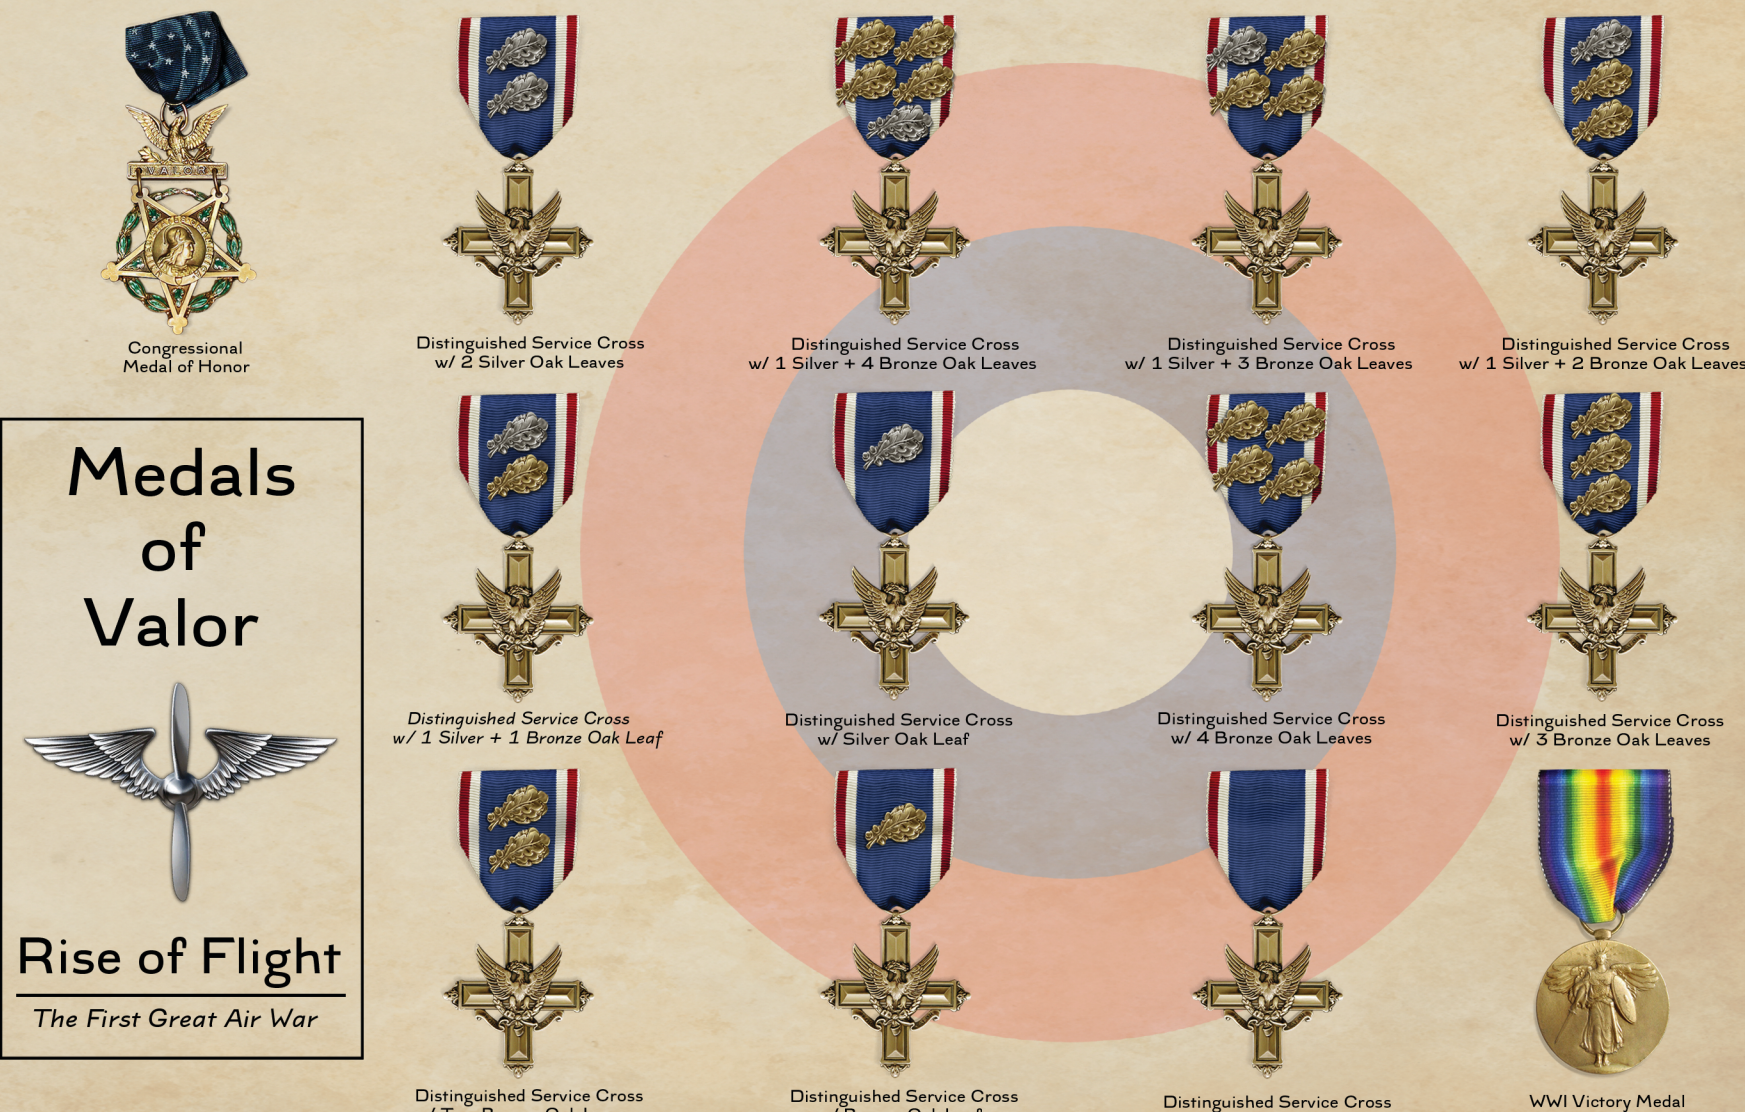 VALOR
Congressional
Medal of Honor
Distinguished Service Cross
w/ 2 Silver Oak Leaves
Distinguished Service Cross
w/ 1 Silver + 4 Bronze Oak Leaves
Distinguished Service Cross
w/ 1 Silver + 3 Bronze Oak Leaves
Distinguished Service Cross
w/ 1 Silver + 2 Bronze Oak Leaves
Medals
of
Valor
Rise of Flight
The First Great Air War
Distinguished Service Cross
w/ 1 Silver + 1 Bronze Oak Leaf
Distinguished Service Cross
w/ Silver Oak Leaf
Distinguished Service Cross
w/ 4 Bronze Oak Leaves
Distinguished Service Cross
w/ 3 Bronze Oak Leaves
Distinguished Service Cross
Distinguished Service Cross
Distinguished Service Cross
WWI Victory Medal